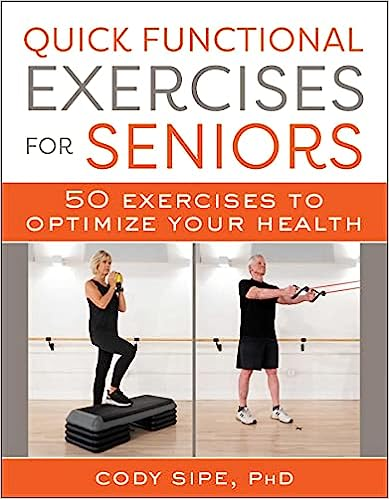 QUICK FUNCTIONAL
EXERCISES
FOR SENIORS
50 EXERCISES TO
OPTIMIZE YOUR HEALTH
CODY SIPE, PHD